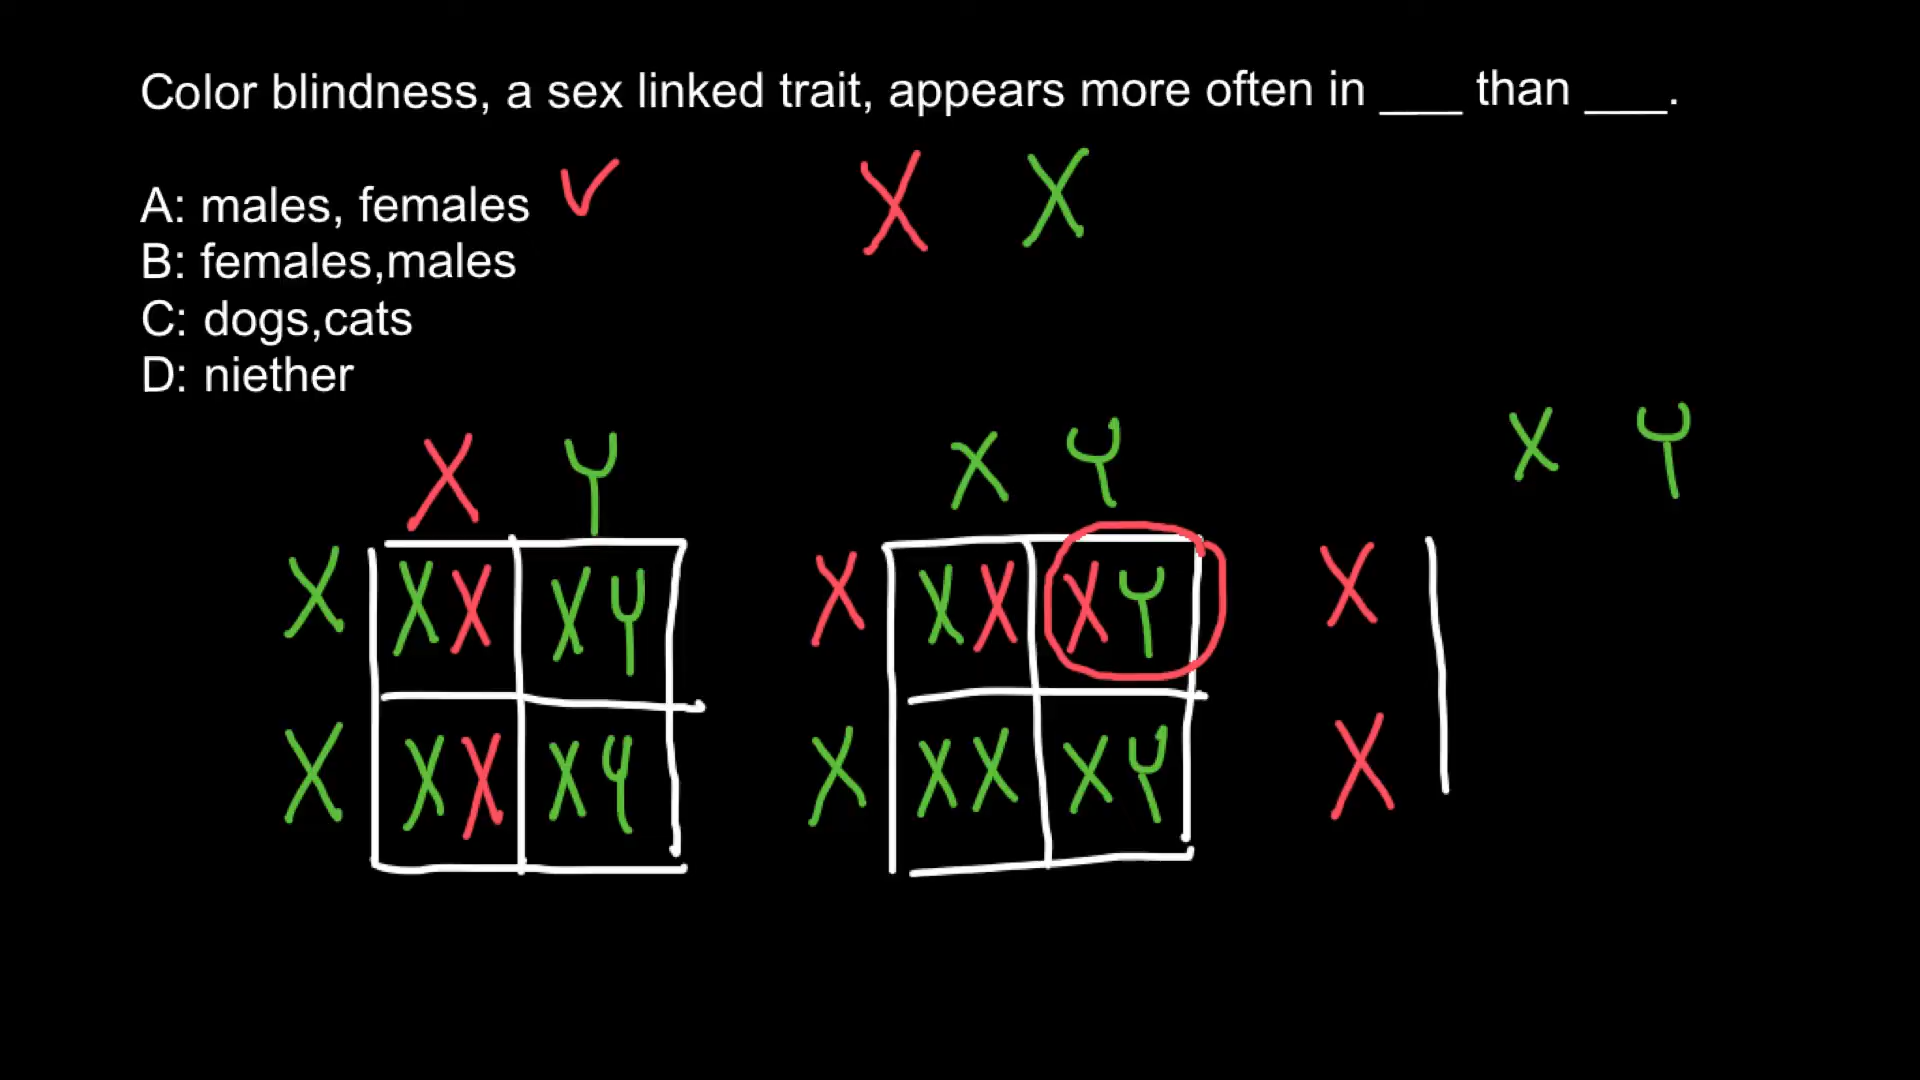 Color blindness, a sex linked trait, appears more often in ___ than ___.
A: males, females ✓
X X
B: females,males
C: dogs,cats
D: niether
X Y
X Y
X Y
X
XX
XY
X
XX
XY
X
X
XX
XY
X
XX
XY
X